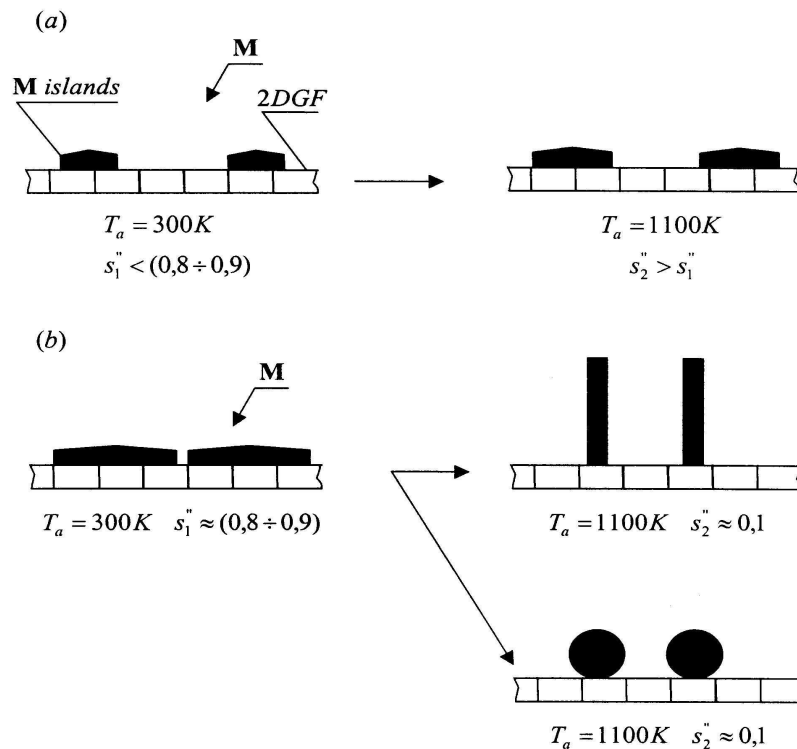 (a)
M
M islands
2DGF
T_a = 300K
T_a = 1100K
s_1'' < (0,8 ÷ 0,9)
s_2'' > s_1''
(b)
M
T_a = 300K s_1'' ≈ (0,8 ÷ 0,9)
T_a = 1100K s_2'' ≈ 0,1
T_a = 1100K s_2'' ≈ 0,1